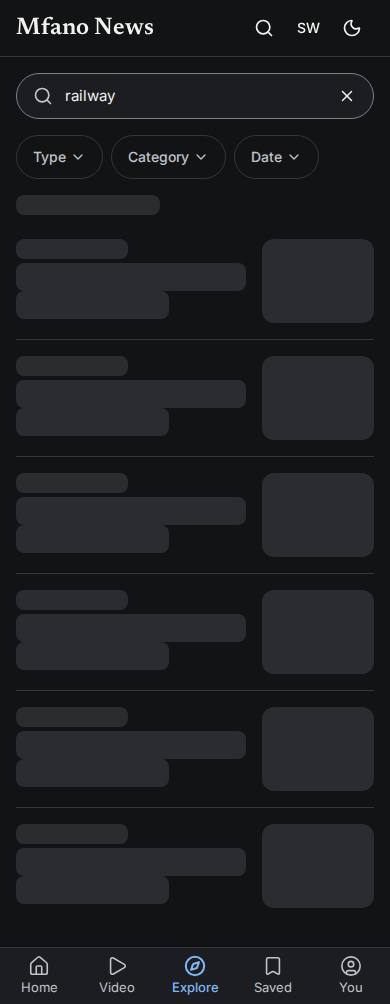 Mfano News
SW
railway
Type
Category
Date
Home
Video
Explore
Saved
You